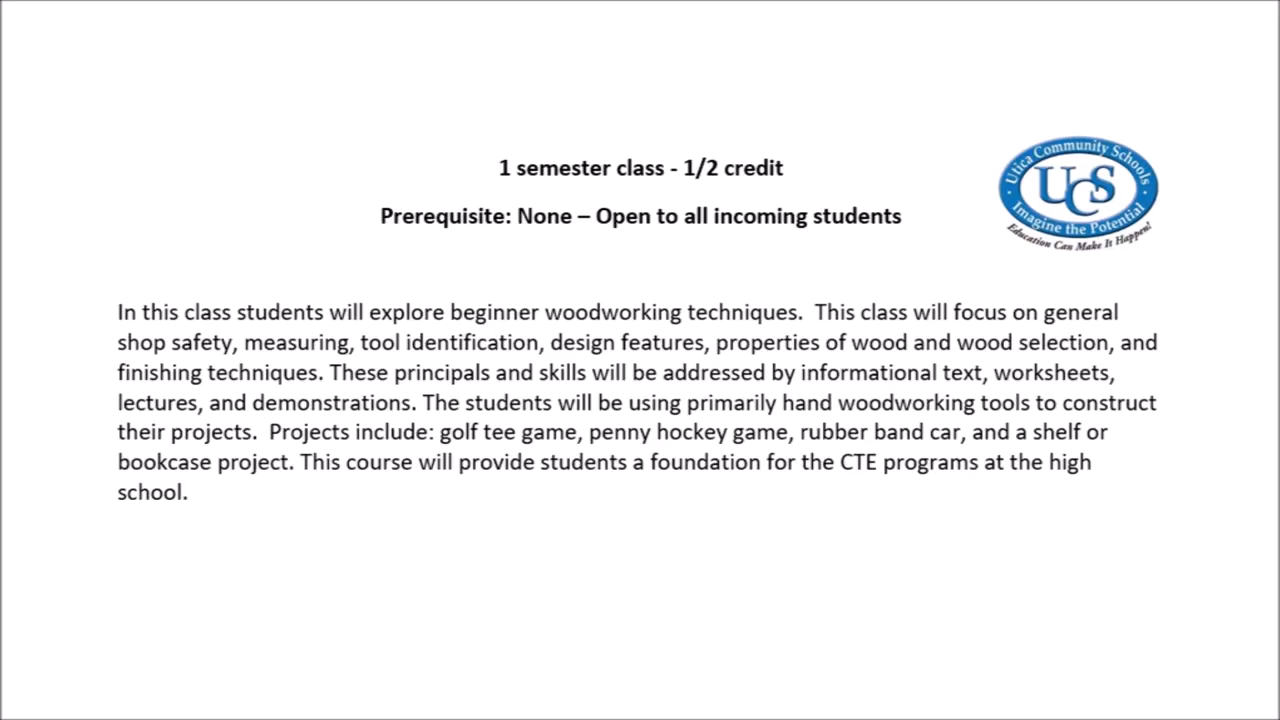 1 semester class - 1/2 credit
Prerequisite: None – Open to all incoming students
Utica Community Schools
UCS
Imagine the Potential
Education Can Make It Happen!
In this class students will explore beginner woodworking techniques.  This class will focus on general
shop safety, measuring, tool identification, design features, properties of wood and wood selection, and
finishing techniques. These principals and skills will be addressed by informational text, worksheets,
lectures, and demonstrations. The students will be using primarily hand woodworking tools to construct
their projects.  Projects include: golf tee game, penny hockey game, rubber band car, and a shelf or
bookcase project. This course will provide students a foundation for the CTE programs at the high
school.